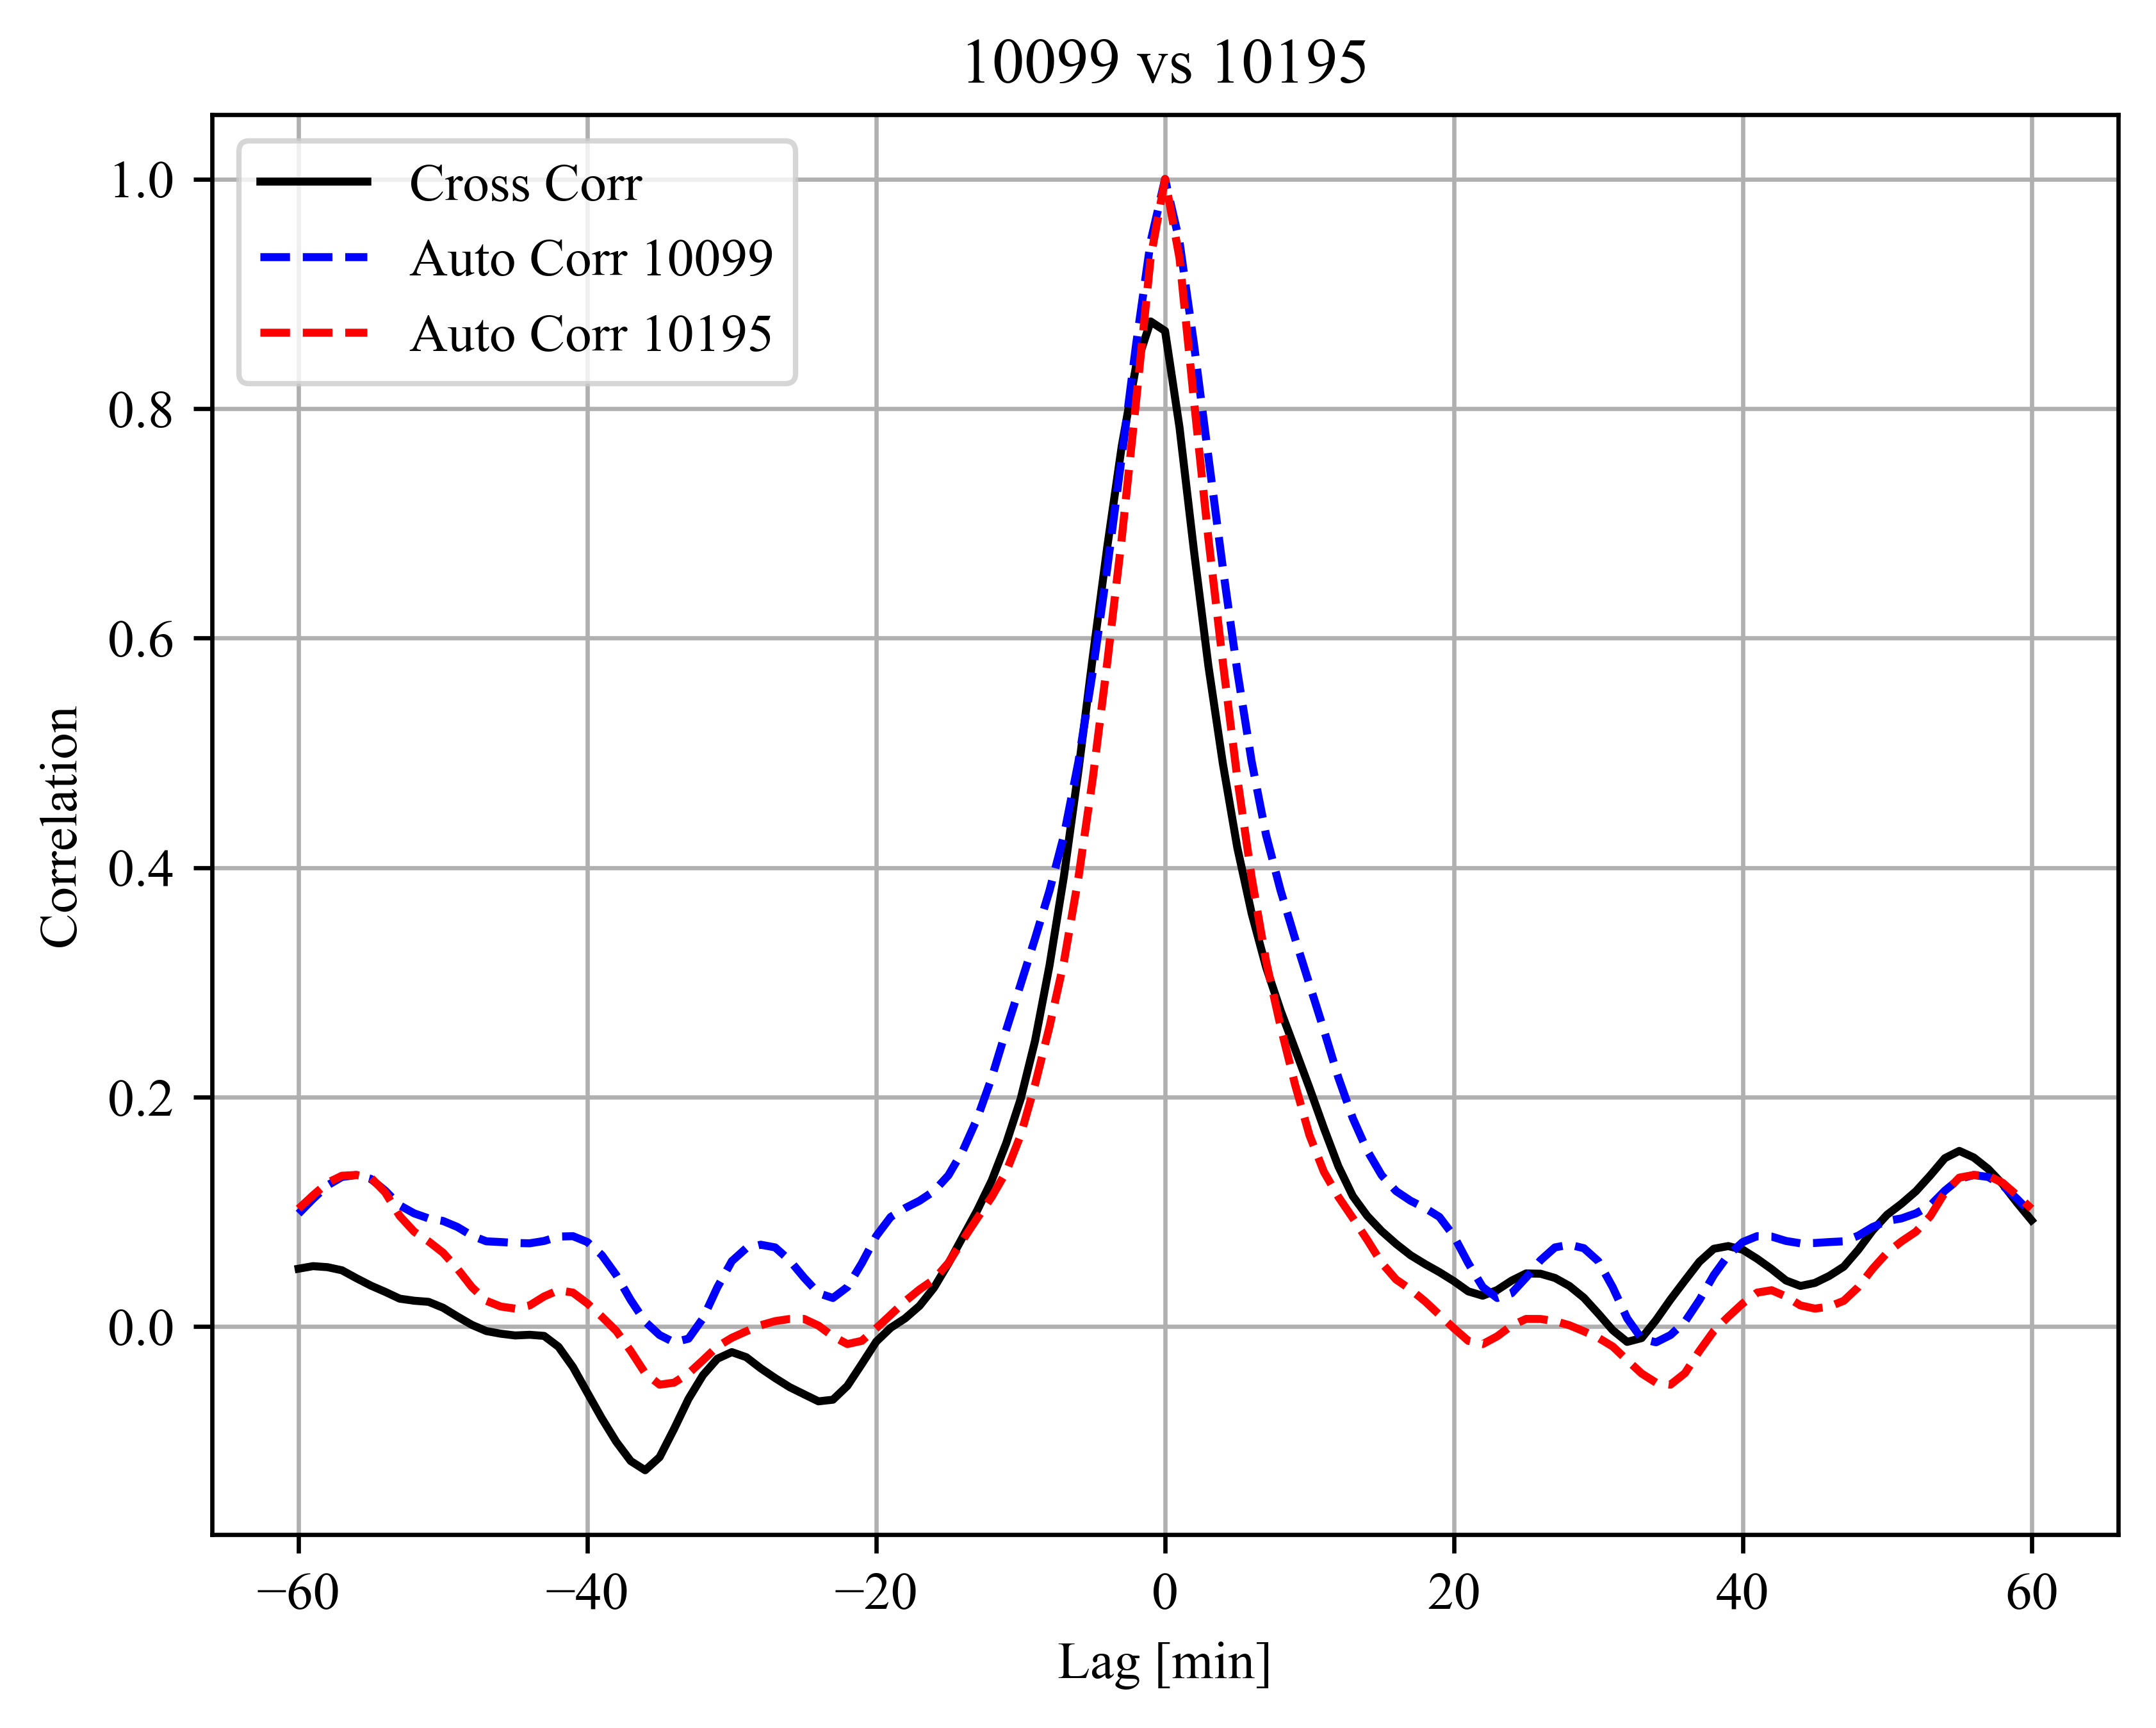 10099 vs 10195
Cross Corr
Auto Corr 10099
Auto Corr 10195
1.0
0.8
0.6
0.4
0.2
0.0
Correlation
−60
−40
−20
0
20
40
60
Lag [min]